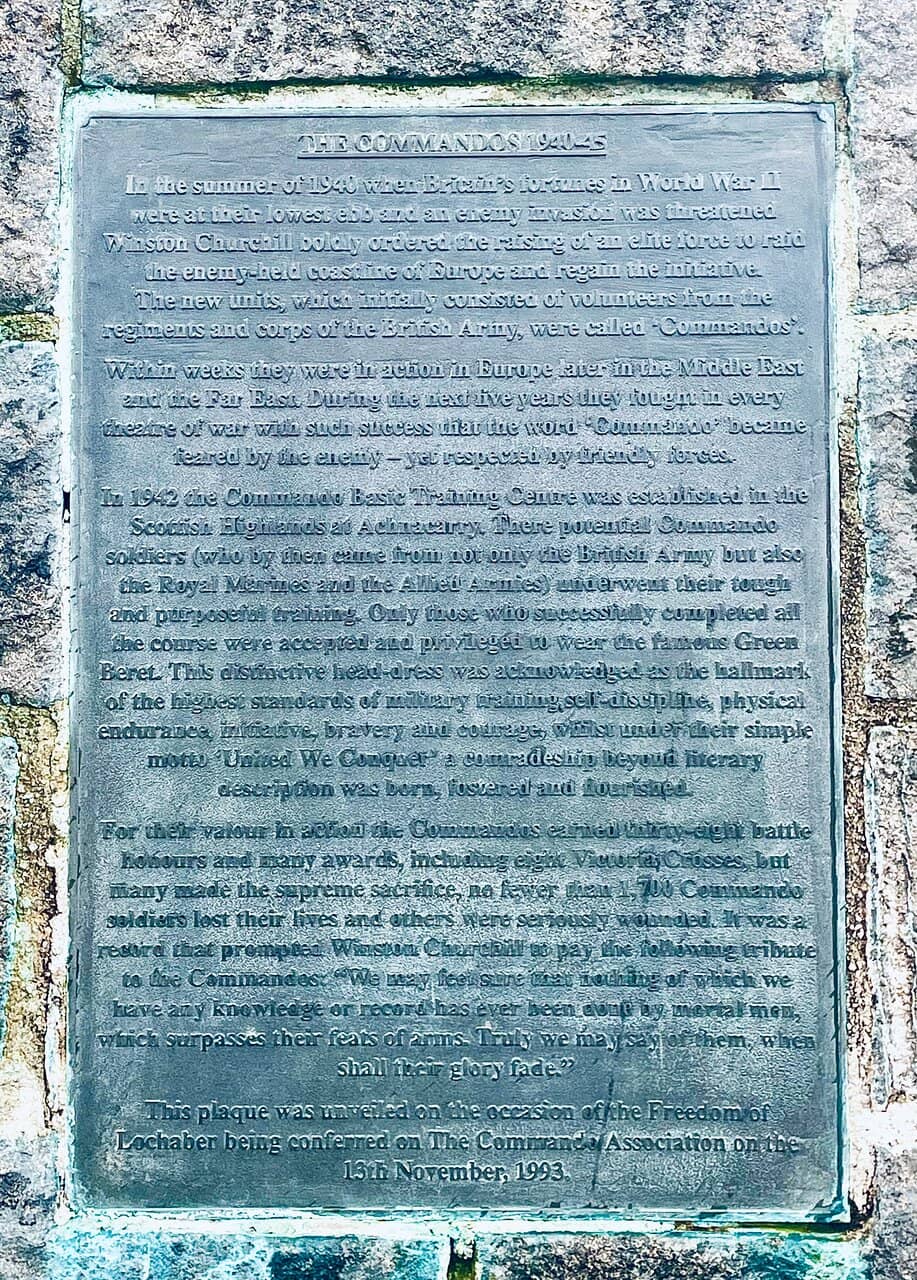 THE COMMANDOS 1940-45
In the summer of 1940 when Britain's fortunes in World War II
were at their lowest ebb and an enemy invasion was threatened
Winston Churchill boldly ordered the raising of an elite force to raid
the enemy-held coastline of Europe and regain the initiative.
The new units, which initially consisted of volunteers from the
regiments and corps of the British Army, were called 'Commandos'.
Within weeks they were in action in Europe later in the Middle East
and the Far East. During the next five years they fought in every
theatre of war with such success that the word 'Commando' became
feared by the enemy – yet respected by friendly forces.
In 1942 the Commando Basic Training Centre was established in the
Scottish Highlands at Achnacarry. There potential Commando
soldiers (who by then came from not only the British Army but also
the Royal Marines and the Allied Armies) underwent their tough
and purposeful training. Only those who successfully completed all
the course were accepted and privileged to wear the famous Green
Beret. This distinctive head-dress was acknowledged as the hallmark
of the highest standards of military training, self-discipline, physical
endurance, initiative, bravery and courage, whilst under their simple
motto 'United We Conquer' a comradeship beyond literary
description was born, fostered and flourished.
For their valour in action the Commandos earned thirty-eight battle
honours and many awards, including eight Victoria Crosses, but
many made the supreme sacrifice, no fewer than 1,700 Commando
soldiers lost their lives and others were seriously wounded. It was a
record that prompted Winston Churchill to pay the following tribute
to the Commandos: "We may feel sure that nothing of which we
have any knowledge or record has ever been done by mortal men,
which surpasses their feats of arms. Truly we may say of them, when
shall their glory fade."
This plaque was unveiled on the occasion of the Freedom of
Lochaber being conferred on The Commando Association on the
13th November, 1993.